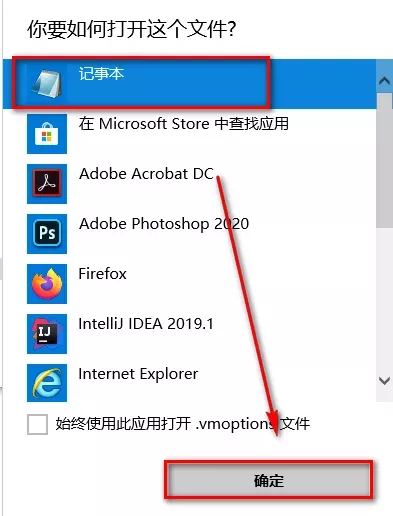 你要如何打开这个文件?
记事本
在 Microsoft Store 中查找应用
Adobe Acrobat DC
Adobe Photoshop 2020
Firefox
IntelliJ IDEA 2019.1
Internet Explorer
始终使用此应用打开 .vmoptions 文件
确定